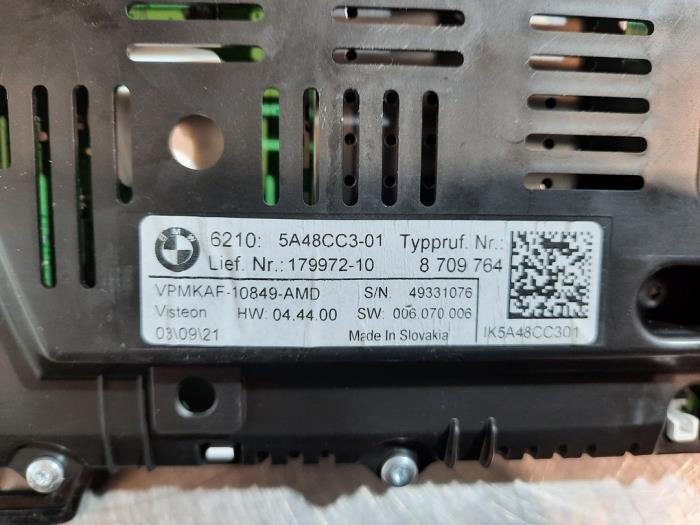 BMW
6210: 5A48CC3-01 Typpruf. Nr.:
Lief. Nr.: 179972-10 8 709 764
VPMKAF-10849-AMD S/N: 49331076
Visteon HW: 04.44.00 SW: 006.070.006
03\09\21 Made In Slovakia IK5A48CC301